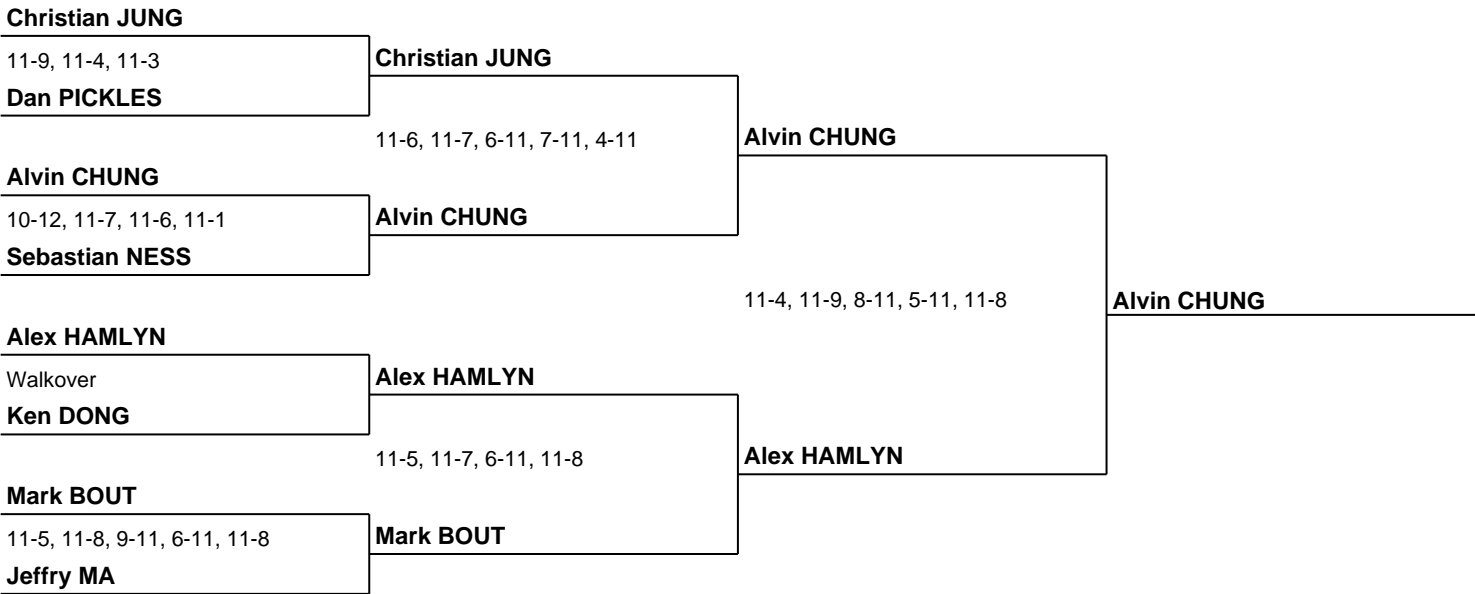 Christian JUNG
11-9, 11-4, 11-3
Christian JUNG
Dan PICKLES
11-6, 11-7, 6-11, 7-11, 4-11
Alvin CHUNG
Alvin CHUNG
10-12, 11-7, 11-6, 11-1
Alvin CHUNG
Sebastian NESS
11-4, 11-9, 8-11, 5-11, 11-8
Alvin CHUNG
Alex HAMLYN
Walkover
Alex HAMLYN
Ken DONG
11-5, 11-7, 6-11, 11-8
Alex HAMLYN
Mark BOUT
11-5, 11-8, 9-11, 6-11, 11-8
Mark BOUT
Jeffry MA